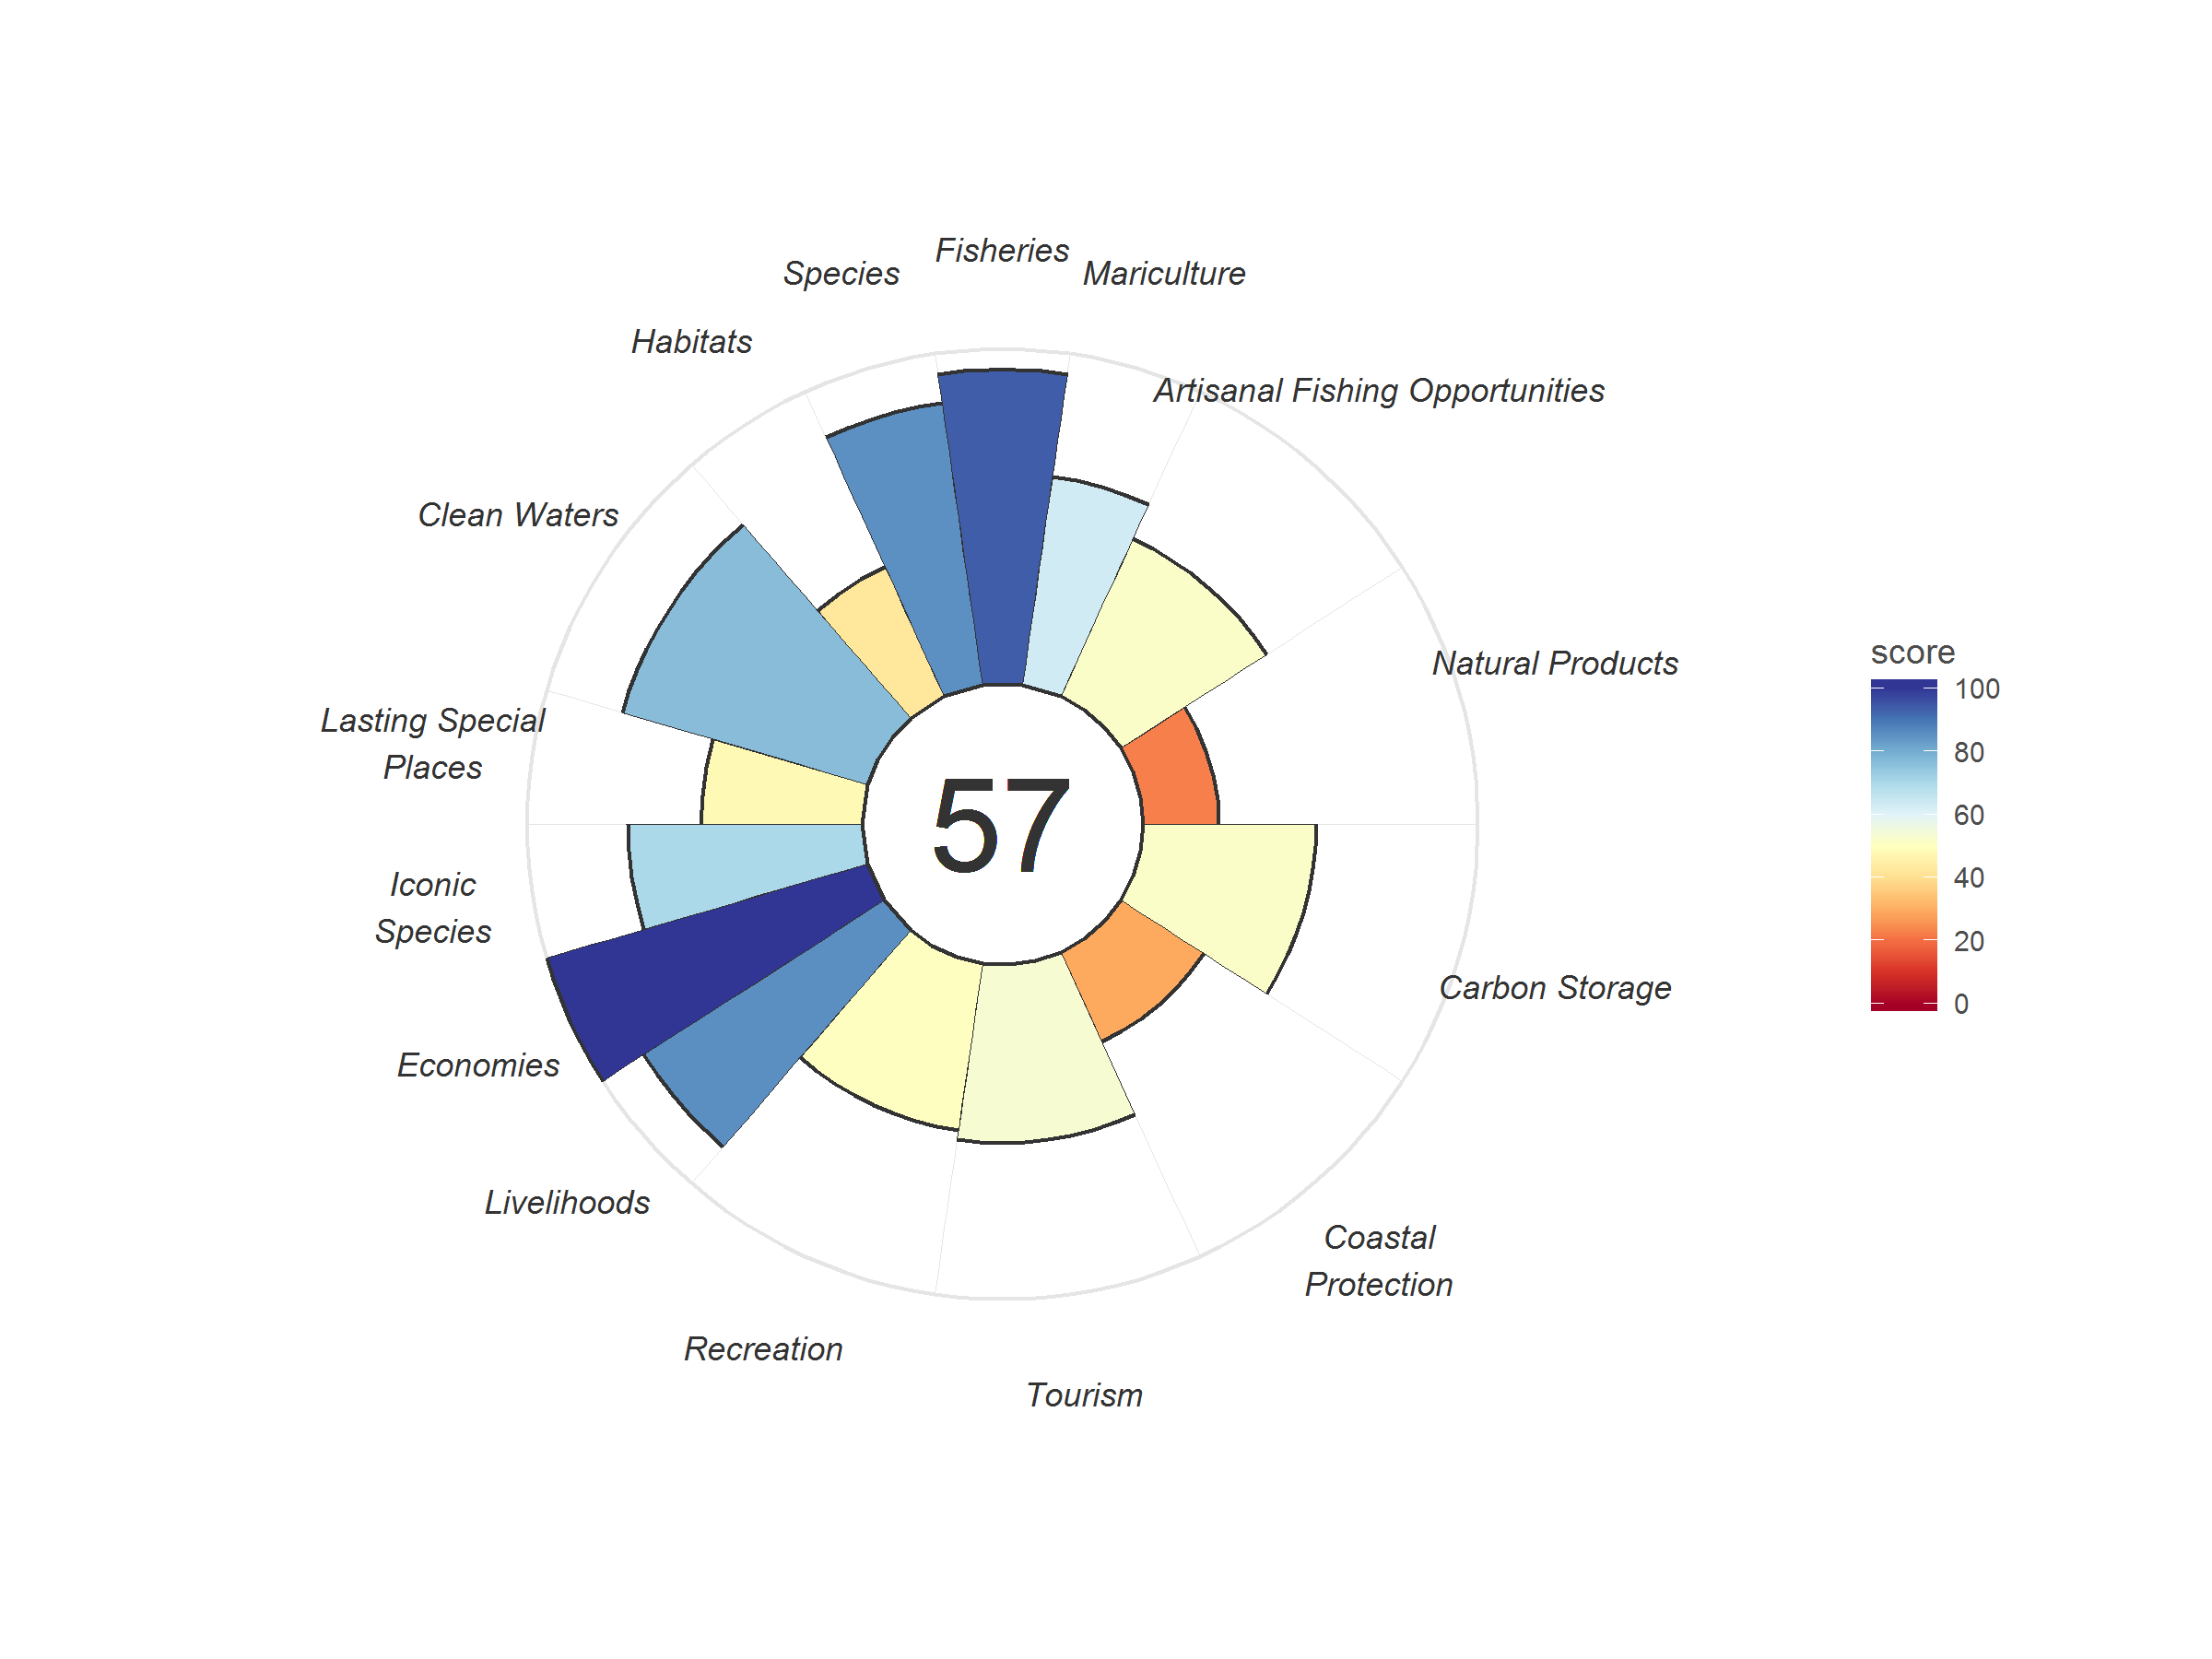 Fisheries
Species
Mariculture
Habitats
Artisanal Fishing Opportunities
Clean Waters
Natural Products
Lasting Special
Places
57
Iconic
Species
Carbon Storage
Economies
Livelihoods
Coastal
Protection
Recreation
Tourism
score
100
80
60
40
20
0